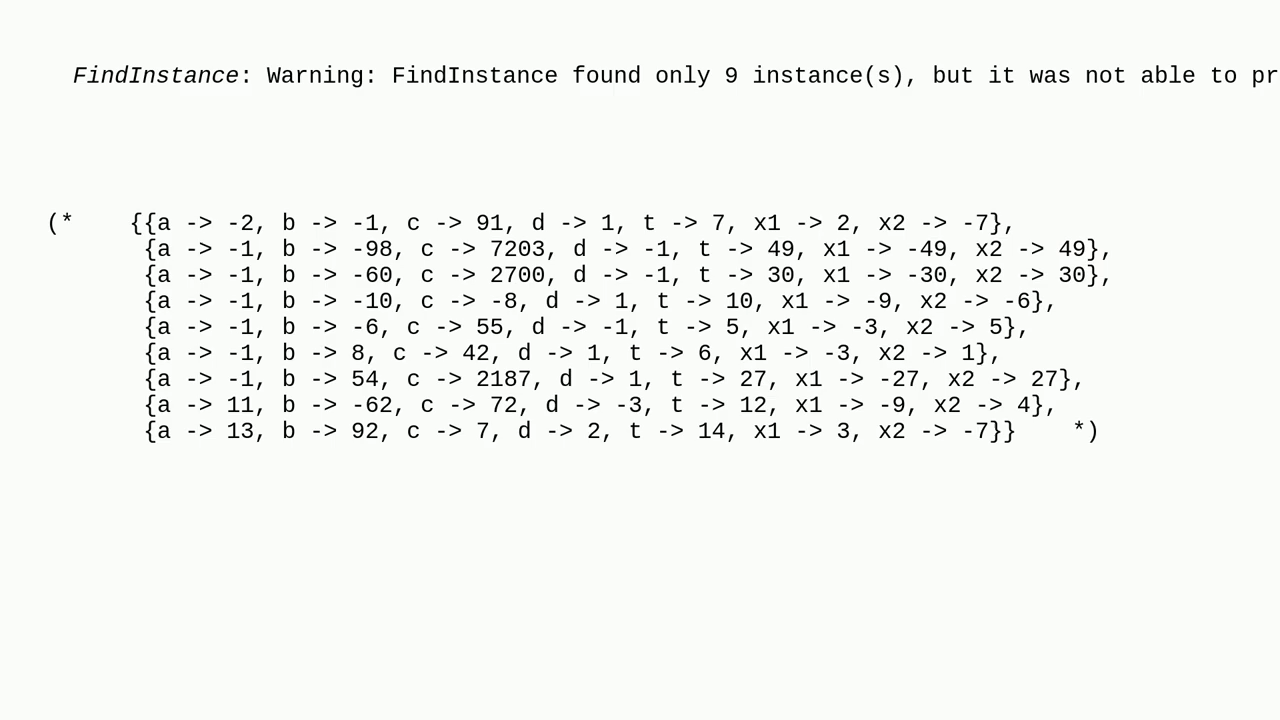 FindInstance: Warning: FindInstance found only 9 instance(s), but it was not able to pr
(* {{a -> -2, b -> -1, c -> 91, d -> 1, t -> 7, x1 -> 2, x2 -> -7},
{a -> -1, b -> -98, c -> 7203, d -> -1, t -> 49, x1 -> -49, x2 -> 49},
{a -> -1, b -> -60, c -> 2700, d -> -1, t -> 30, x1 -> -30, x2 -> 30},
{a -> -1, b -> -10, c -> -8, d -> 1, t -> 10, x1 -> -9, x2 -> -6},
{a -> -1, b -> -6, c -> 55, d -> -1, t -> 5, x1 -> -3, x2 -> 5},
{a -> -1, b -> 8, c -> 42, d -> 1, t -> 6, x1 -> -3, x2 -> 1},
{a -> -1, b -> 54, c -> 2187, d -> 1, t -> 27, x1 -> -27, x2 -> 27},
{a -> 11, b -> -62, c -> 72, d -> -3, t -> 12, x1 -> -9, x2 -> 4},
{a -> 13, b -> 92, c -> 7, d -> 2, t -> 14, x1 -> 3, x2 -> -7}} *)